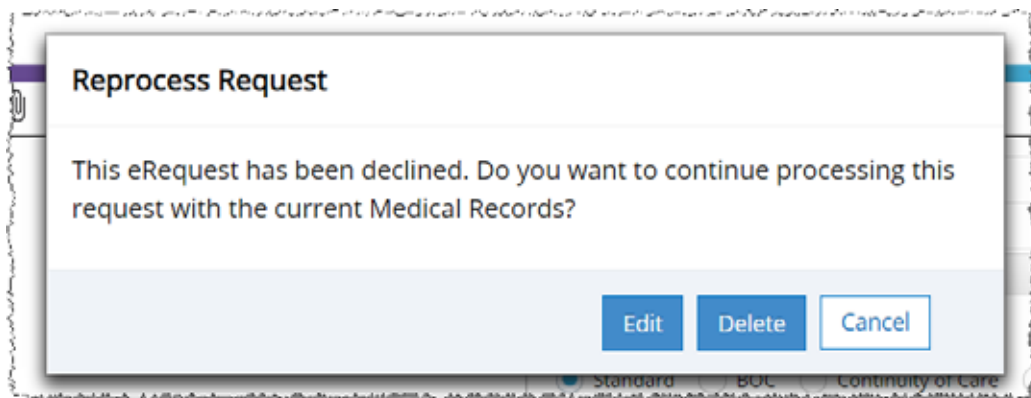 Reprocess Request
This eRequest has been declined. Do you want to continue processing this
request with the current Medical Records?
Edit Delete Cancel
Standard BOC Continuity of Care